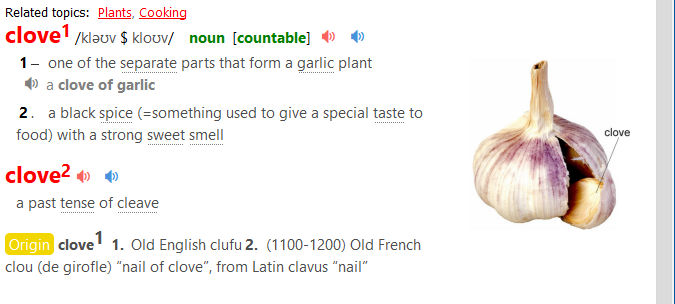 Related topics: Plants, Cooking
clove1 /kləʊv $ kloʊv/ noun [countable]
1 – one of the separate parts that form a garlic plant
a clove of garlic
2. a black spice (=something used to give a special taste to
food) with a strong sweet smell
clove
clove2
a past tense of cleave
Origin clove1 1. Old English clufu 2. (1100-1200) Old French
clou (de girofle) “nail of clove”, from Latin clavus “nail”